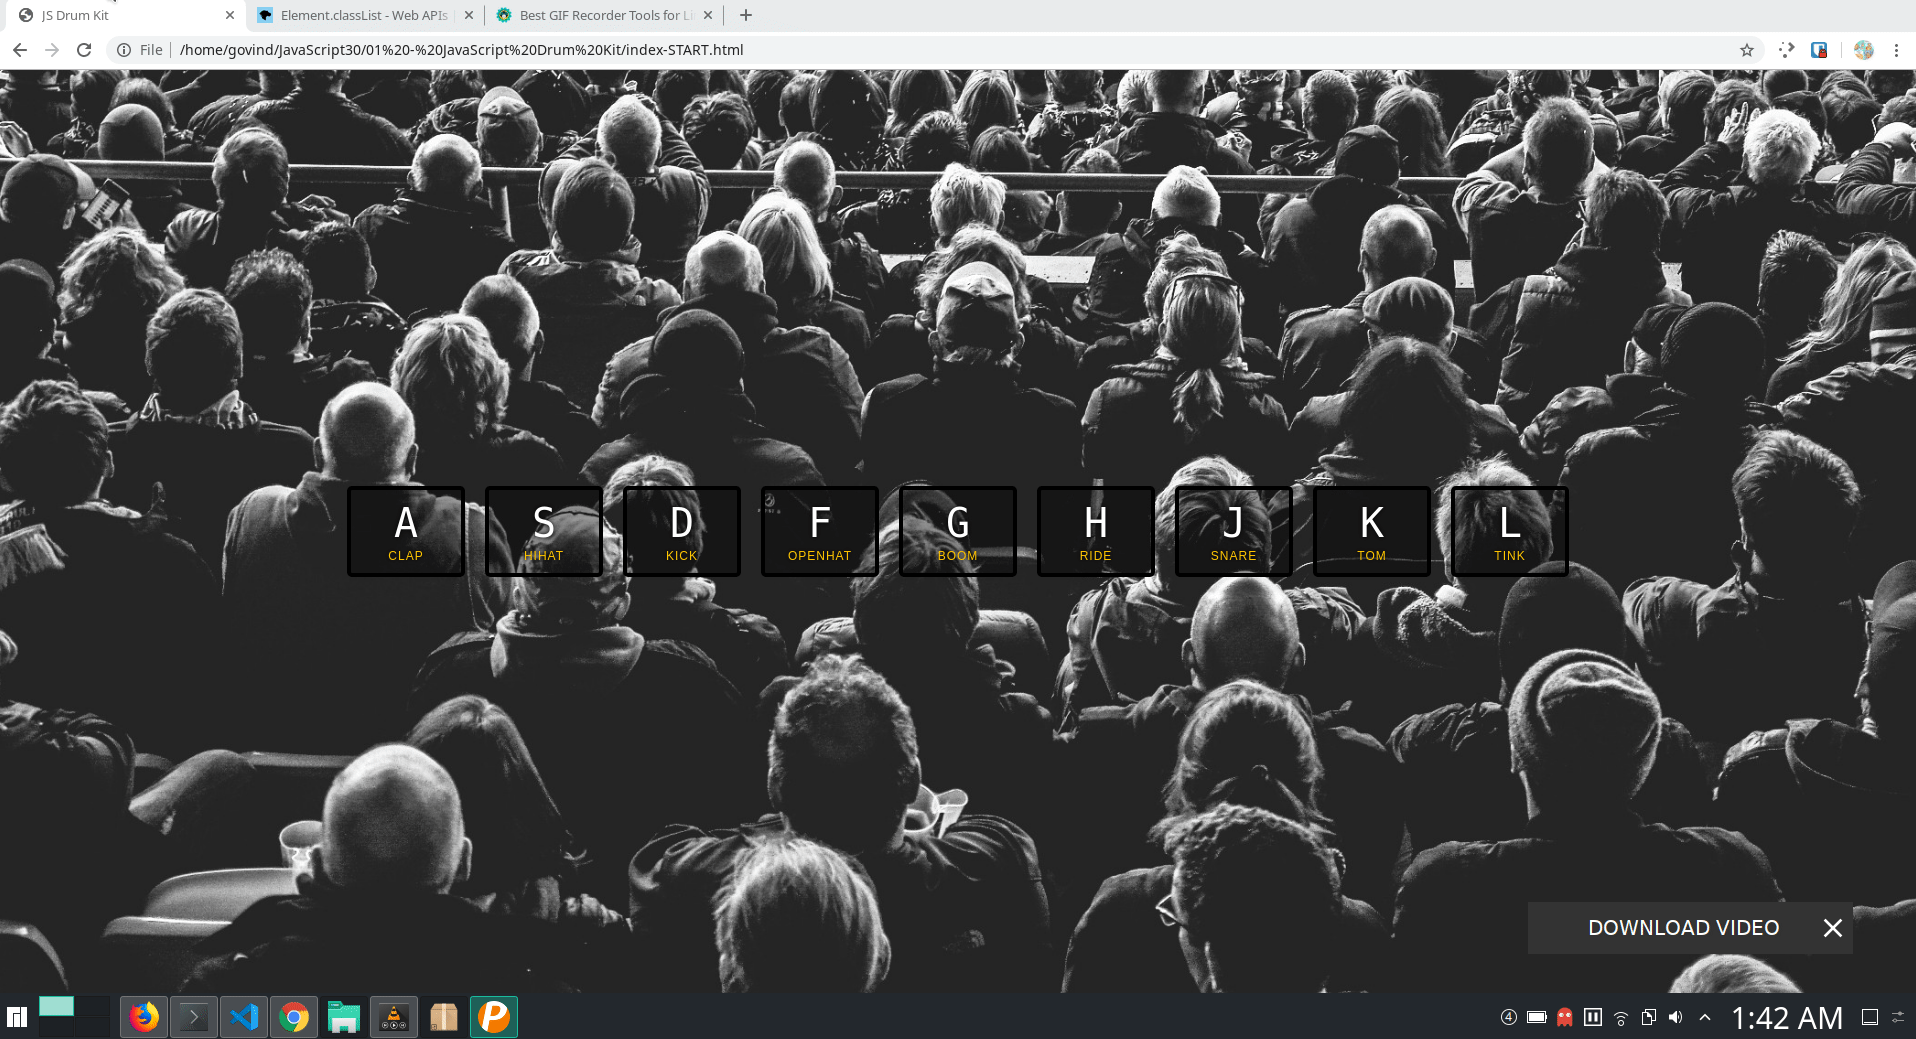 JS Drum Kit
Element.classList - Web APIs
Best GIF Recorder Tools for Li
File
/home/govind/JavaScript30/01%20-%20JavaScript%20Drum%20Kit/index-START.html
A S D F G H J K L
CLAP HIHAT KICK OPENHAT BOOM RIDE SNARE TOM TINK
DOWNLOAD VIDEO
4
1:42 AM